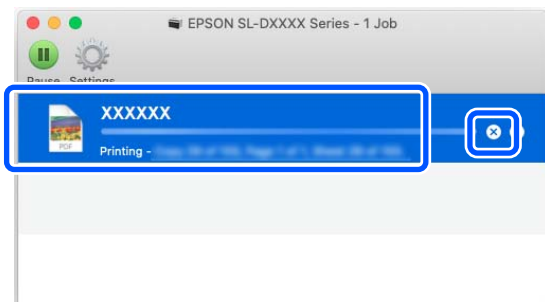 EPSON SL-DXXXX Series - 1 Job
Pause Settings
XXXXXX
PDF
Printing -